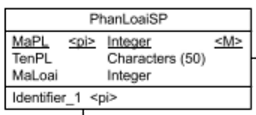 PhanLoaiSP
MaPL <pi> Integer <M>
TenPL Characters (50)
MaLoai Integer
Identifier_1 <pi>